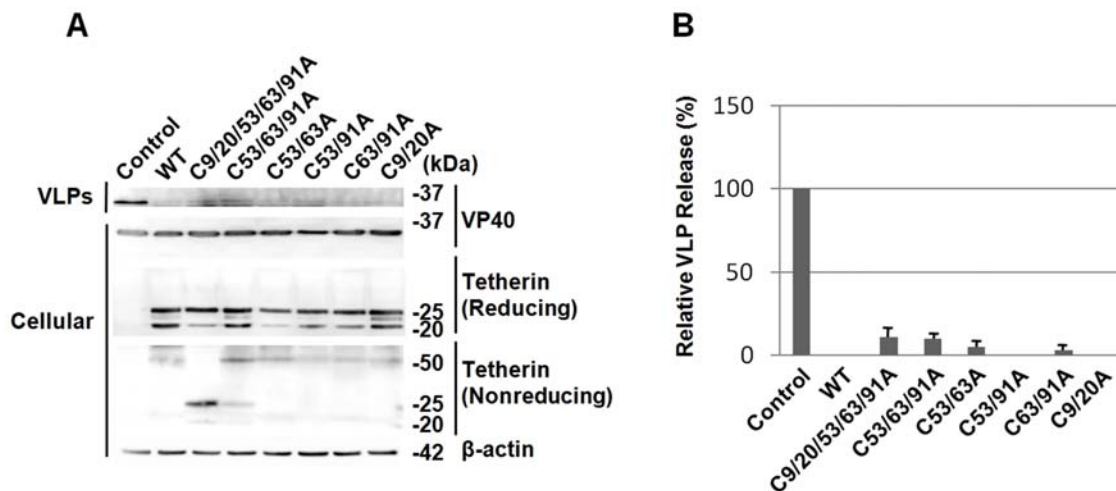 A
Control
WT
C9/20/53/63/91A
C53/63/91A
C53/63A
C53/91A
C63/91A
C9/20A
(kDa)
VLPs
-37
-37
VP40
Cellular
Tetherin
(Reducing)
-25
-20
-50
Tetherin
(Nonreducing)
-25
-20
-42
β-actin
B
Relative VLP Release (%)
150
100
50
0
Control
WT
C9/20/53/63/91A
C53/63/91A
C53/63A
C53/91A
C63/91A
C9/20A